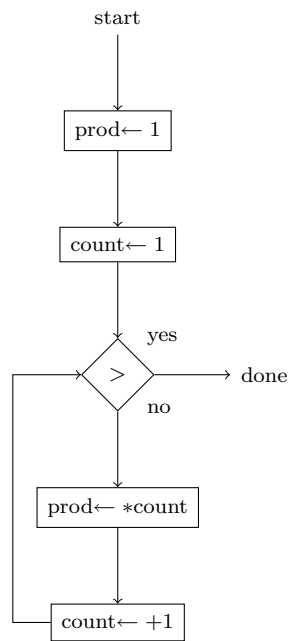 start
prod← 1
count← 1
yes
>
done
no
prod← *count
count← +1